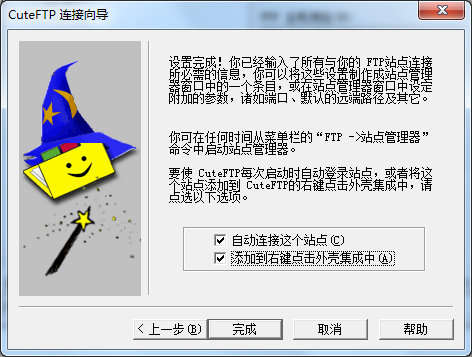 CuteFTP 连接向导
设置完成！你已经输入了所有与你的 FTP站点连接
所必需的信息，你可以将这些设置制作成站点管理
器窗口中的一个条目，或在站点管理器窗口中设定
附加的参数，诸如端口、默认的远端路径及其它。
你可在任何时间从菜单栏的“FTP ->站点管理器”
命令中启动站点管理器。
要使 CuteFTP每次启动时自动登录站点，或者将这
个站点添加到 CuteFTP的右键点击外壳集成中，请
点选以下选项。
自动连接这个站点(C)
添加到右键点击外壳集成中(A)
< 上一步(B)
完成
取消
帮助